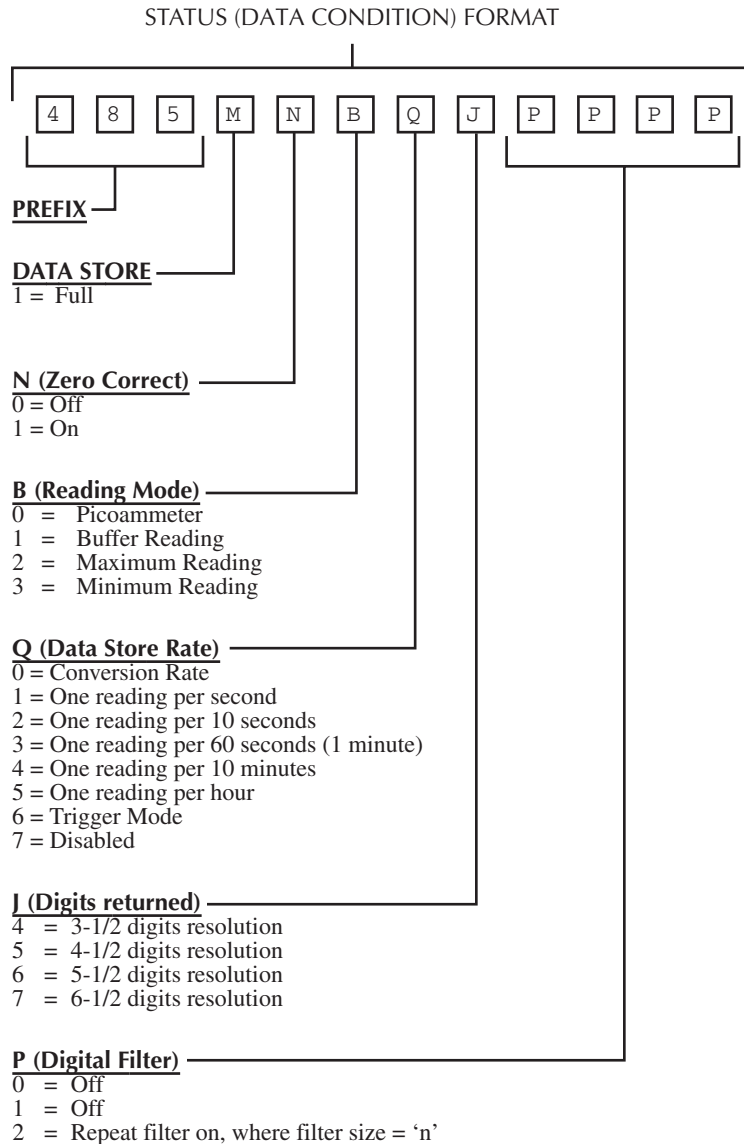 STATUS (DATA CONDITION) FORMAT
4 8 5 M N B Q J P P P P
PREFIX
DATA STORE
1 = Full
N (Zero Correct)
0 = Off
1 = On
B (Reading Mode)
0 = Picoammeter
1 = Buffer Reading
2 = Maximum Reading
3 = Minimum Reading
Q (Data Store Rate)
0 = Conversion Rate
1 = One reading per second
2 = One reading per 10 seconds
3 = One reading per 60 seconds (1 minute)
4 = One reading per 10 minutes
5 = One reading per hour
6 = Trigger Mode
7 = Disabled
J (Digits returned)
4 = 3-1/2 digits resolution
5 = 4-1/2 digits resolution
6 = 5-1/2 digits resolution
7 = 6-1/2 digits resolution
P (Digital Filter)
0 = Off
1 = Off
2 = Repeat filter on, where filter size = ‘n’